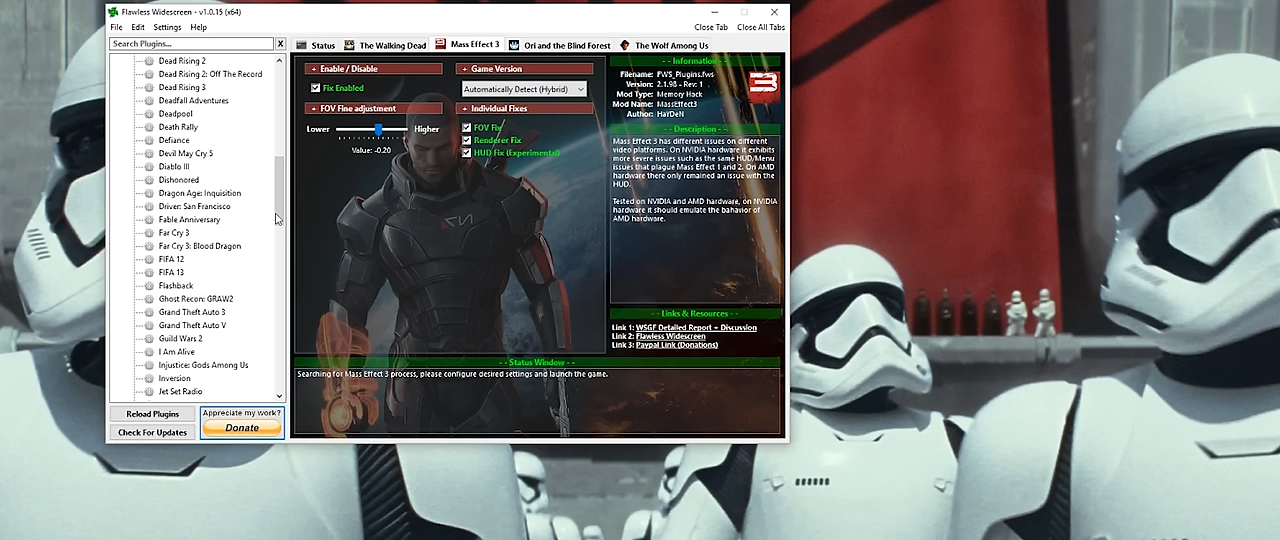 Flawless Widescreen - v1.0.15 (x64)
File Edit Settings Help
Close Tab Close All Tabs
Search Plugins... X
Status The Walking Dead Mass Effect 3 Ori and the Blind Forest The Wolf Among Us
Dead Rising 2
Dead Rising 2: Off The Record
Dead Rising 3
Deadfall Adventures
Deadpool
Death Rally
Defiance
Devil May Cry 5
Diablo III
Dishonored
Dragon Age: Inquisition
Driver: San Francisco
Fable Anniversary
Far Cry 3
Far Cry 3: Blood Dragon
FIFA 12
FIFA 13
Flashback
Ghost Recon: GRAW2
Grand Theft Auto 3
Grand Theft Auto V
Guild Wars 2
I Am Alive
Injustice: Gods Among Us
Inversion
Jet Set Radio
Reload Plugins
Check For Updates
Appreciate my work?
Donate
+ Enable / Disable
Fix Enabled
+ FOV Fine adjustment
Lower Higher
Value: -0.20
+ Game Version
Automatically Detect (Hybrid)
+ Individual Fixes
FOV Fix
Renderer Fix
HUD Fix (Experimental)
- - Information - -
Filename: FWS_Plugins.fws
Version: 2.1.98 - Rev: 1
Mod Type: Memory Hack
Mod Name: MassEffect3
Author: HaYDeN
3
- - Description - -
Mass Effect 3 has different issues on different
video platforms. On NVIDIA hardware it exhibits
more severe issues such as the same HUD/Menu
issues that plague Mass Effect 1 and 2. On AMD
hardware there only remained an issue with the
HUD.
Tested on NVIDIA and AMD hardware, on NVIDIA
hardware it should emulate the bahavior of
AMD hardware.
- - Links & Resources - -
Link 1: WSGF Detailed Report + Discussion
Link 2: Flawless Widescreen
Link 3: Paypal Link (Donations)
- - Status Window - -
Searching for Mass Effect 3 process, please configure desired settings and launch the game.
N7